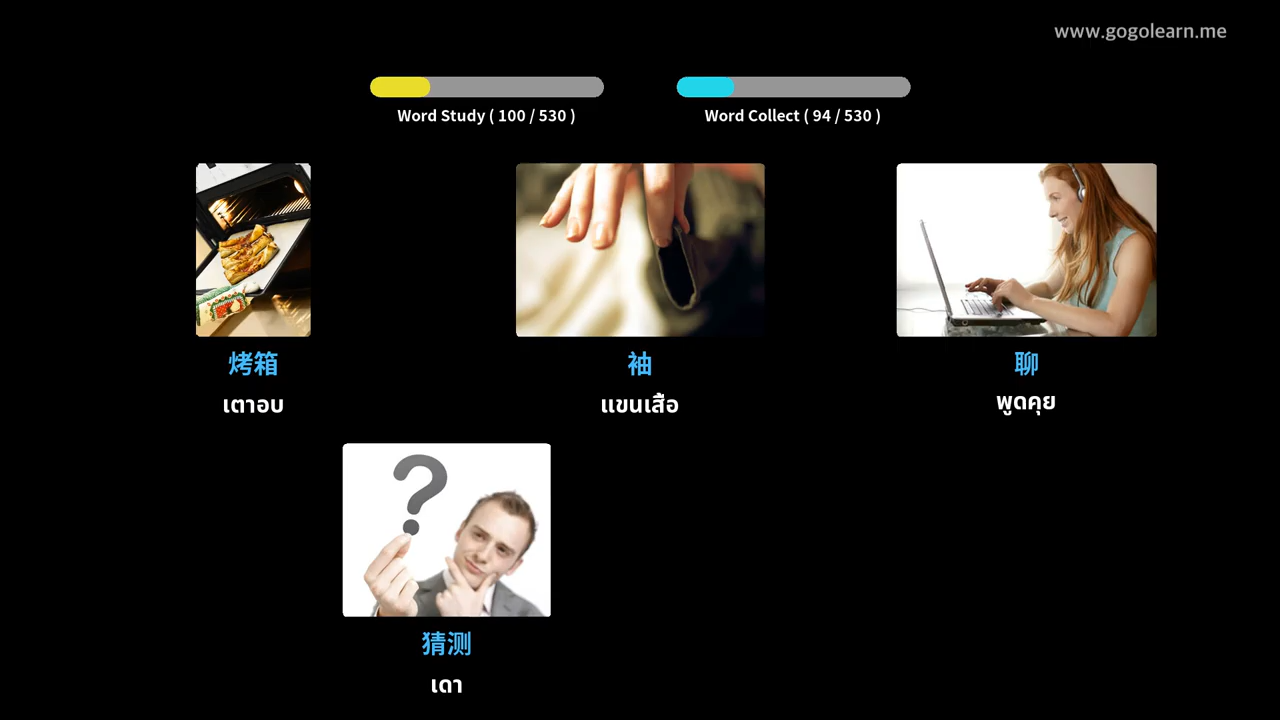 www.gogolearn.me
Word Study ( 100 / 530 )
Word Collect ( 94 / 530 )
烤箱
袖
聊
เตาอบ
แขนเสื้อ
พูดคุย
猜测
เดา